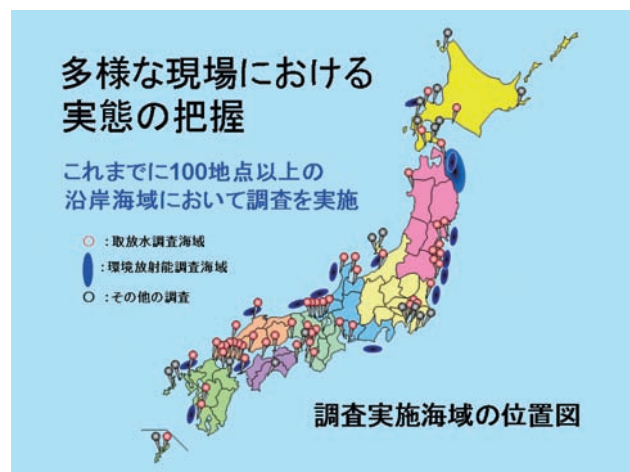 多様な現場における
実態の把握
これまでに100地点以上の
沿岸海域において調査を実施
：取放水調査海域
：環境放射能調査海域
：その他の調査
調査実施海域の位置図